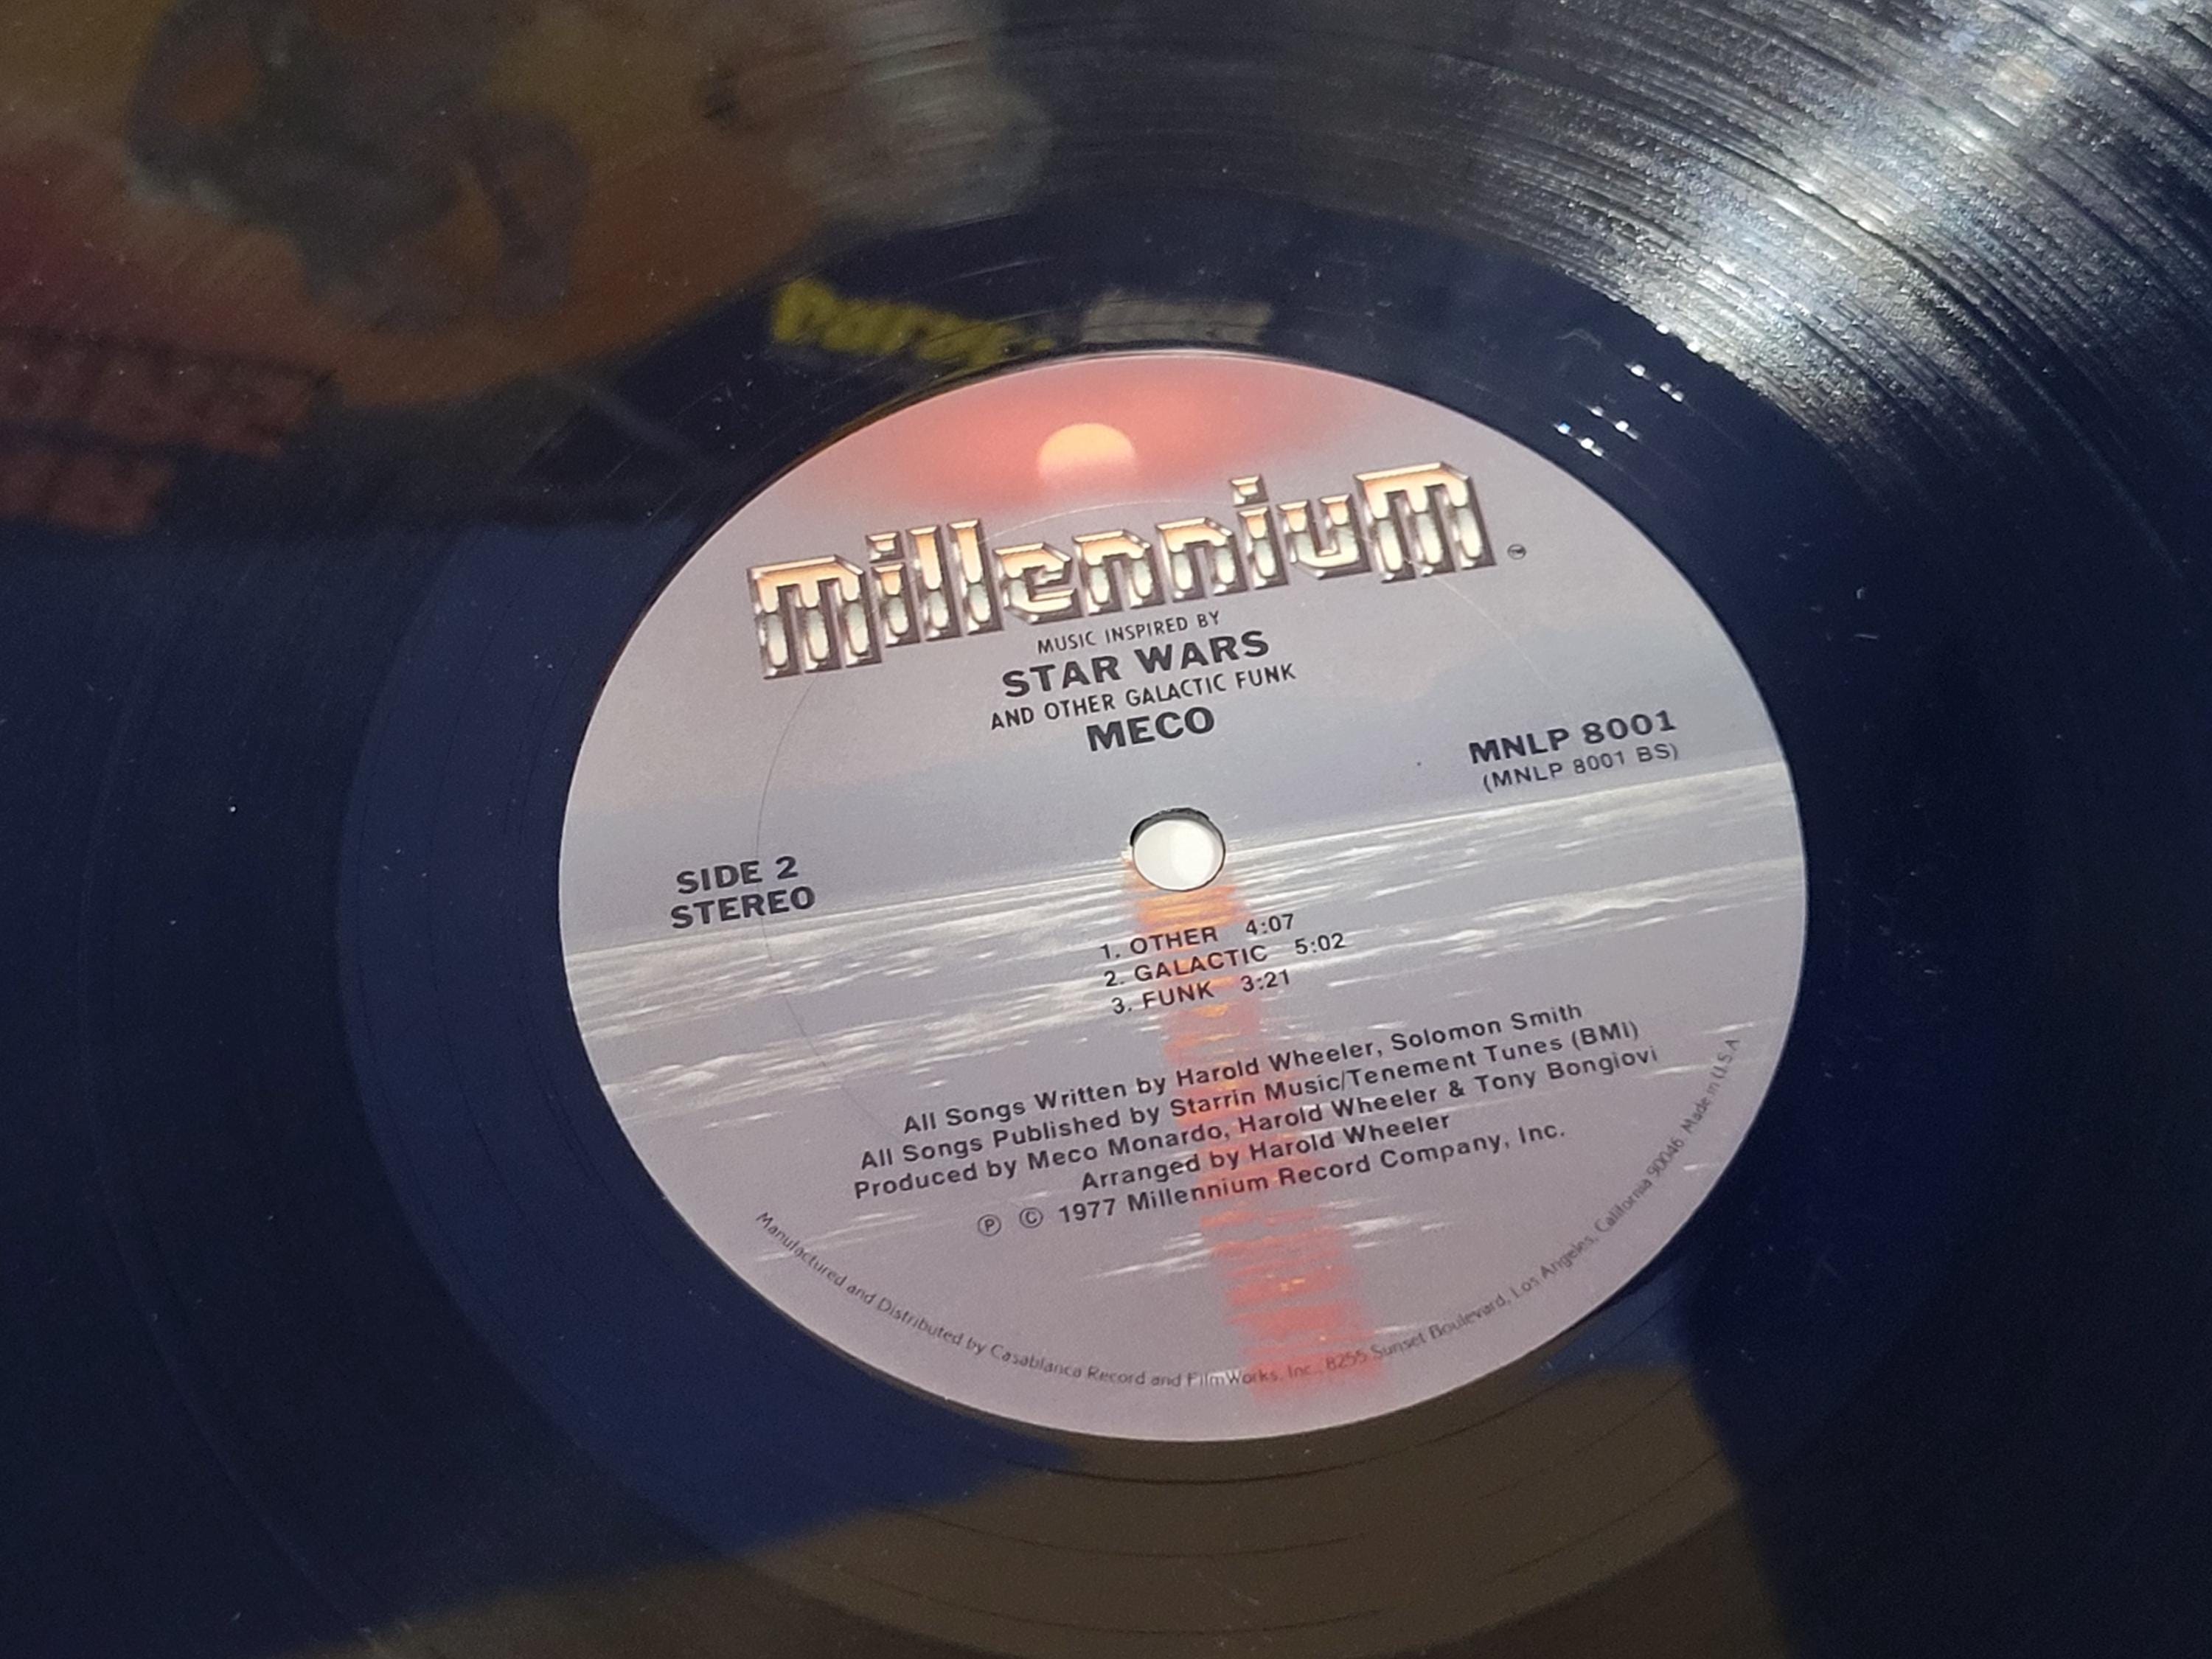 millennium ™
MUSIC INSPIRED BY
STAR WARS
AND OTHER GALACTIC FUNK
MECO
MNLP 8001
(MNLP 8001 BS)
SIDE 2
STEREO
1. OTHER 4:07
2. GALACTIC 5:02
3. FUNK 3:21
All Songs Written by Harold Wheeler, Solomon Smith
All Songs Published by Starrin Music/Tenement Tunes (BMI)
Produced by Meco Monardo, Harold Wheeler & Tony Bongiovi
Arranged by Harold Wheeler
Ⓟ © 1977 Millennium Record Company, Inc.
Manufactured and Distributed by Casablanca Record and FilmWorks, Inc., 8255 Sunset Boulevard, Los Angeles, California 90046 Made in U.S.A